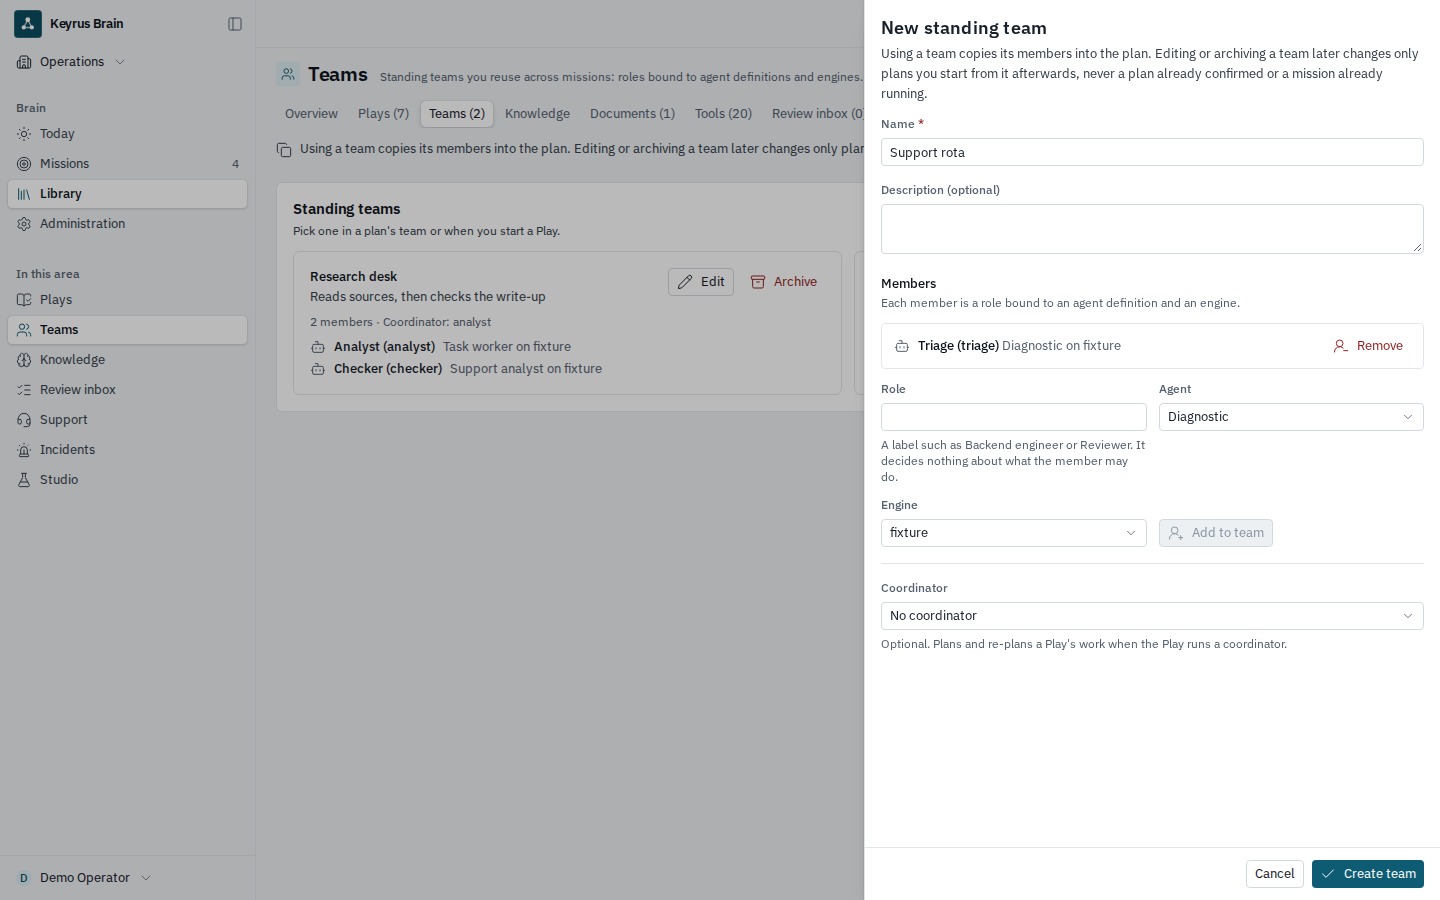 Keyrus Brain
Operations
Brain
Today
Missions 4
Library
Administration
In this area
Plays
Teams
Knowledge
Review inbox
Support
Incidents
Studio
D Demo Operator
Teams Standing teams you reuse across missions: roles bound to agent definitions and engines.
Overview Plays (7) Teams (2) Knowledge Documents (1) Tools (20) Review inbox (0
Using a team copies its members into the plan. Editing or archiving a team later changes only plan
Standing teams
Pick one in a plan's team or when you start a Play.
Research desk
Reads sources, then checks the write-up
Edit
Archive
2 members · Coordinator: analyst
Analyst (analyst) Task worker on fixture
Checker (checker) Support analyst on fixture
New standing team
Using a team copies its members into the plan. Editing or archiving a team later changes only
plans you start from it afterwards, never a plan already confirmed or a mission already
running.
Name *
Support rota
Description (optional)
Members
Each member is a role bound to an agent definition and an engine.
Triage (triage) Diagnostic on fixture
Remove
Role
A label such as Backend engineer or Reviewer. It
decides nothing about what the member may
do.
Agent
Diagnostic
Engine
fixture
Add to team
Coordinator
No coordinator
Optional. Plans and re-plans a Play's work when the Play runs a coordinator.
Cancel
Create team